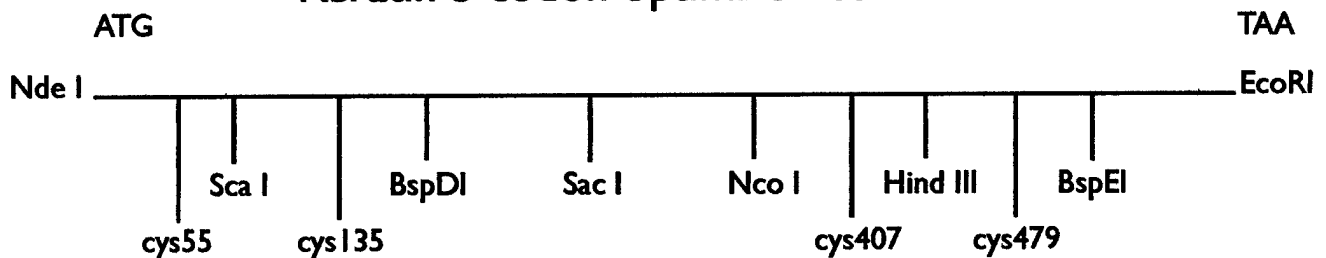 ATG TAA
Nde I EcoRI
Sca I BspDI Sac I Nco I Hind III BspEI
cys55 cys135 cys407 cys479